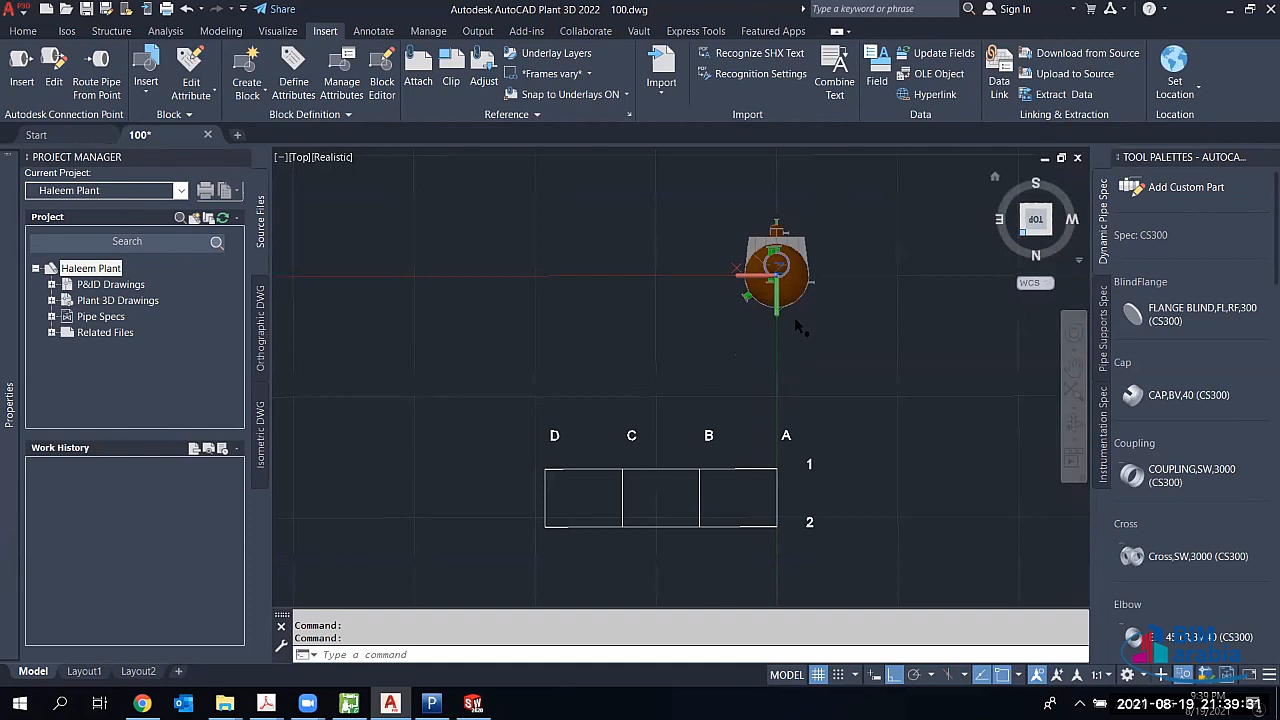 Share
Autodesk AutoCAD Plant 3D 2022 100.dwg
Type a keyword or phrase
Sign In
Home Isos Structure Analysis Modeling Visualize Insert Annotate Manage Output Add-ins Collaborate Vault Express Tools Featured Apps
Insert Edit Route Pipe From Point
Autodesk Connection Point
Insert Edit Attribute
Block
Create Block Define Attributes Manage Attributes Block Editor
Block Definition
Attach Clip Adjust
Underlay Layers
*Frames vary*
Snap to Underlays ON
Reference
Import
Recognize SHX Text
Recognition Settings
Combine Text
Import
Field
Update Fields
OLE Object
Hyperlink
Data
Data Link
Download from Source
Upload to Source
Extract Data
Linking & Extraction
Set Location
Location
Start 100*
PROJECT MANAGER
Current Project:
Haleem Plant
Project
Search
Haleem Plant
P&ID Drawings
Plant 3D Drawings
Pipe Specs
Related Files
Work History
Properties
Source Files
Orthographic DWG
Isometric DWG
[−][Top][Realistic]
S
E TOP W
N
WCS
D C B A
1
2
Command:
Command:
Type a command
TOOL PALETTES - AUTOCA...
Dynamic Pipe Spec
Pipe Supports Spec
Instrumentation Spec
Add Custom Part
Spec: CS300
BlindFlange
FLANGE BLIND,FL,RF,300 (CS300)
Cap
CAP,BV,40 (CS300)
Coupling
COUPLING,SW,3000 (CS300)
Cross
Cross,SW,3000 (CS300)
Elbow
(CS300)
BIM arabia
Model Layout1 Layout2
MODEL
1:1
2021-08-19 21:39:51